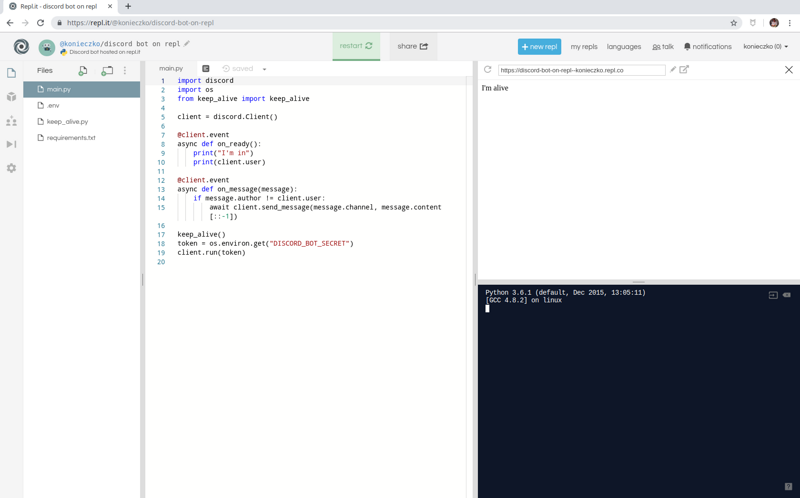 Repl.it - discord bot on repl
https://repl.it/@konieczko/discord-bot-on-repl
@konieczko/discord bot on repl
Discord bot hosted on repl.it
restart
share
+ new repl
my repls
languages
talk
notifications
konieczko (0)
Files
main.py
.env
keep_alive.py
requirements.txt
main.py
saved
1 import discord
2 import os
3 from keep_alive import keep_alive
4
5 client = discord.Client()
6
7 @client.event
8 async def on_ready():
9 print("I'm in")
10 print(client.user)
11
12 @client.event
13 async def on_message(message):
14 if message.author != client.user:
15 await client.send_message(message.channel, message.content
[::-1])
16
17 keep_alive()
18 token = os.environ.get("DISCORD_BOT_SECRET")
19 client.run(token)
20
https://discord-bot-on-repl--konieczko.repl.co
I'm alive
Python 3.6.1 (default, Dec 2015, 13:05:11)
[GCC 4.8.2] on linux
?